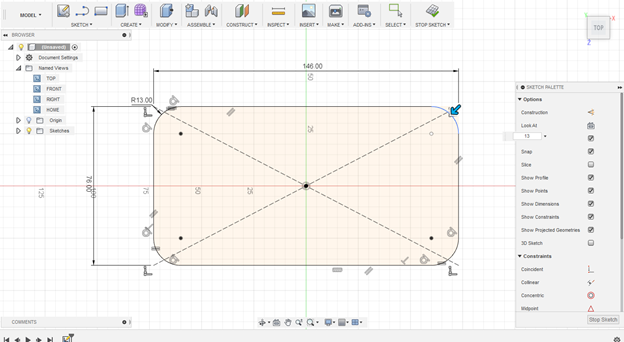 MODEL
SKETCH
CREATE
MODIFY
ASSEMBLE
CONSTRUCT
INSPECT
INSERT
MAKE
ADD-INS
SELECT
STOP SKETCH
BROWSER
(Unsaved)
Document Settings
Named Views
TOP
FRONT
RIGHT
HOME
Origin
Sketches
TOP
X
Z
146.00
50
R13.00
25
76.00
125
75
50
25
SKETCH PALETTE
Options
Construction
Look At
13
Snap
Slice
Show Profile
Show Points
Show Dimensions
Show Constraints
Show Projected Geometries
3D Sketch
Constraints
Coincident
Collinear
Concentric
Midpoint
Stop Sketch
COMMENTS